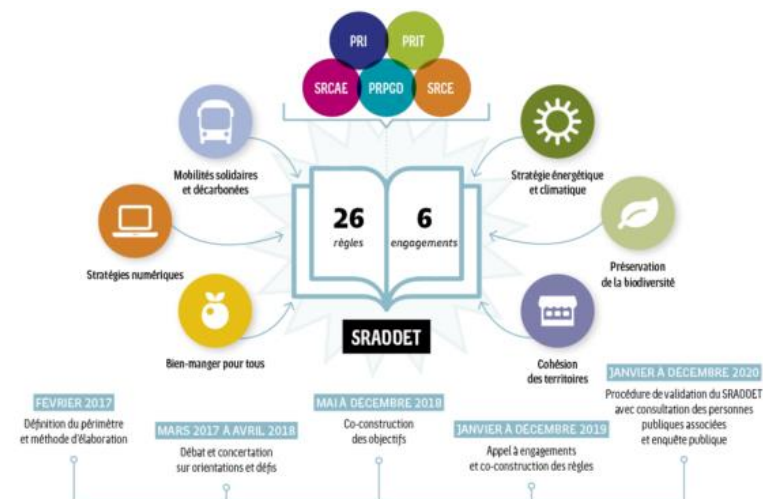 PRI
PRIT
SRCAE
PRPGD
SRCE
Mobilités solidaires
et décarbonées
Stratégie énergétique
et climatique
26
règles
6
engagements
Stratégies numériques
Préservation
de la biodiversité
Bien-manger pour tous
SRADDET
Cohésion
des territoires
FÉVRIER 2017
Définition du périmètre
et méthode d'élaboration
MARS 2017 À AVRIL 2018
Débat et concertation
sur orientations et défis
MAI À DÉCEMBRE 2018
Co-construction
des objectifs
JANVIER À DÉCEMBRE 2019
Appel à engagements
et co-construction des règles
JANVIER À DÉCEMBRE 2020
Procédure de validation du SRADDET
avec consultation des personnes
publiques associées
et enquête publique